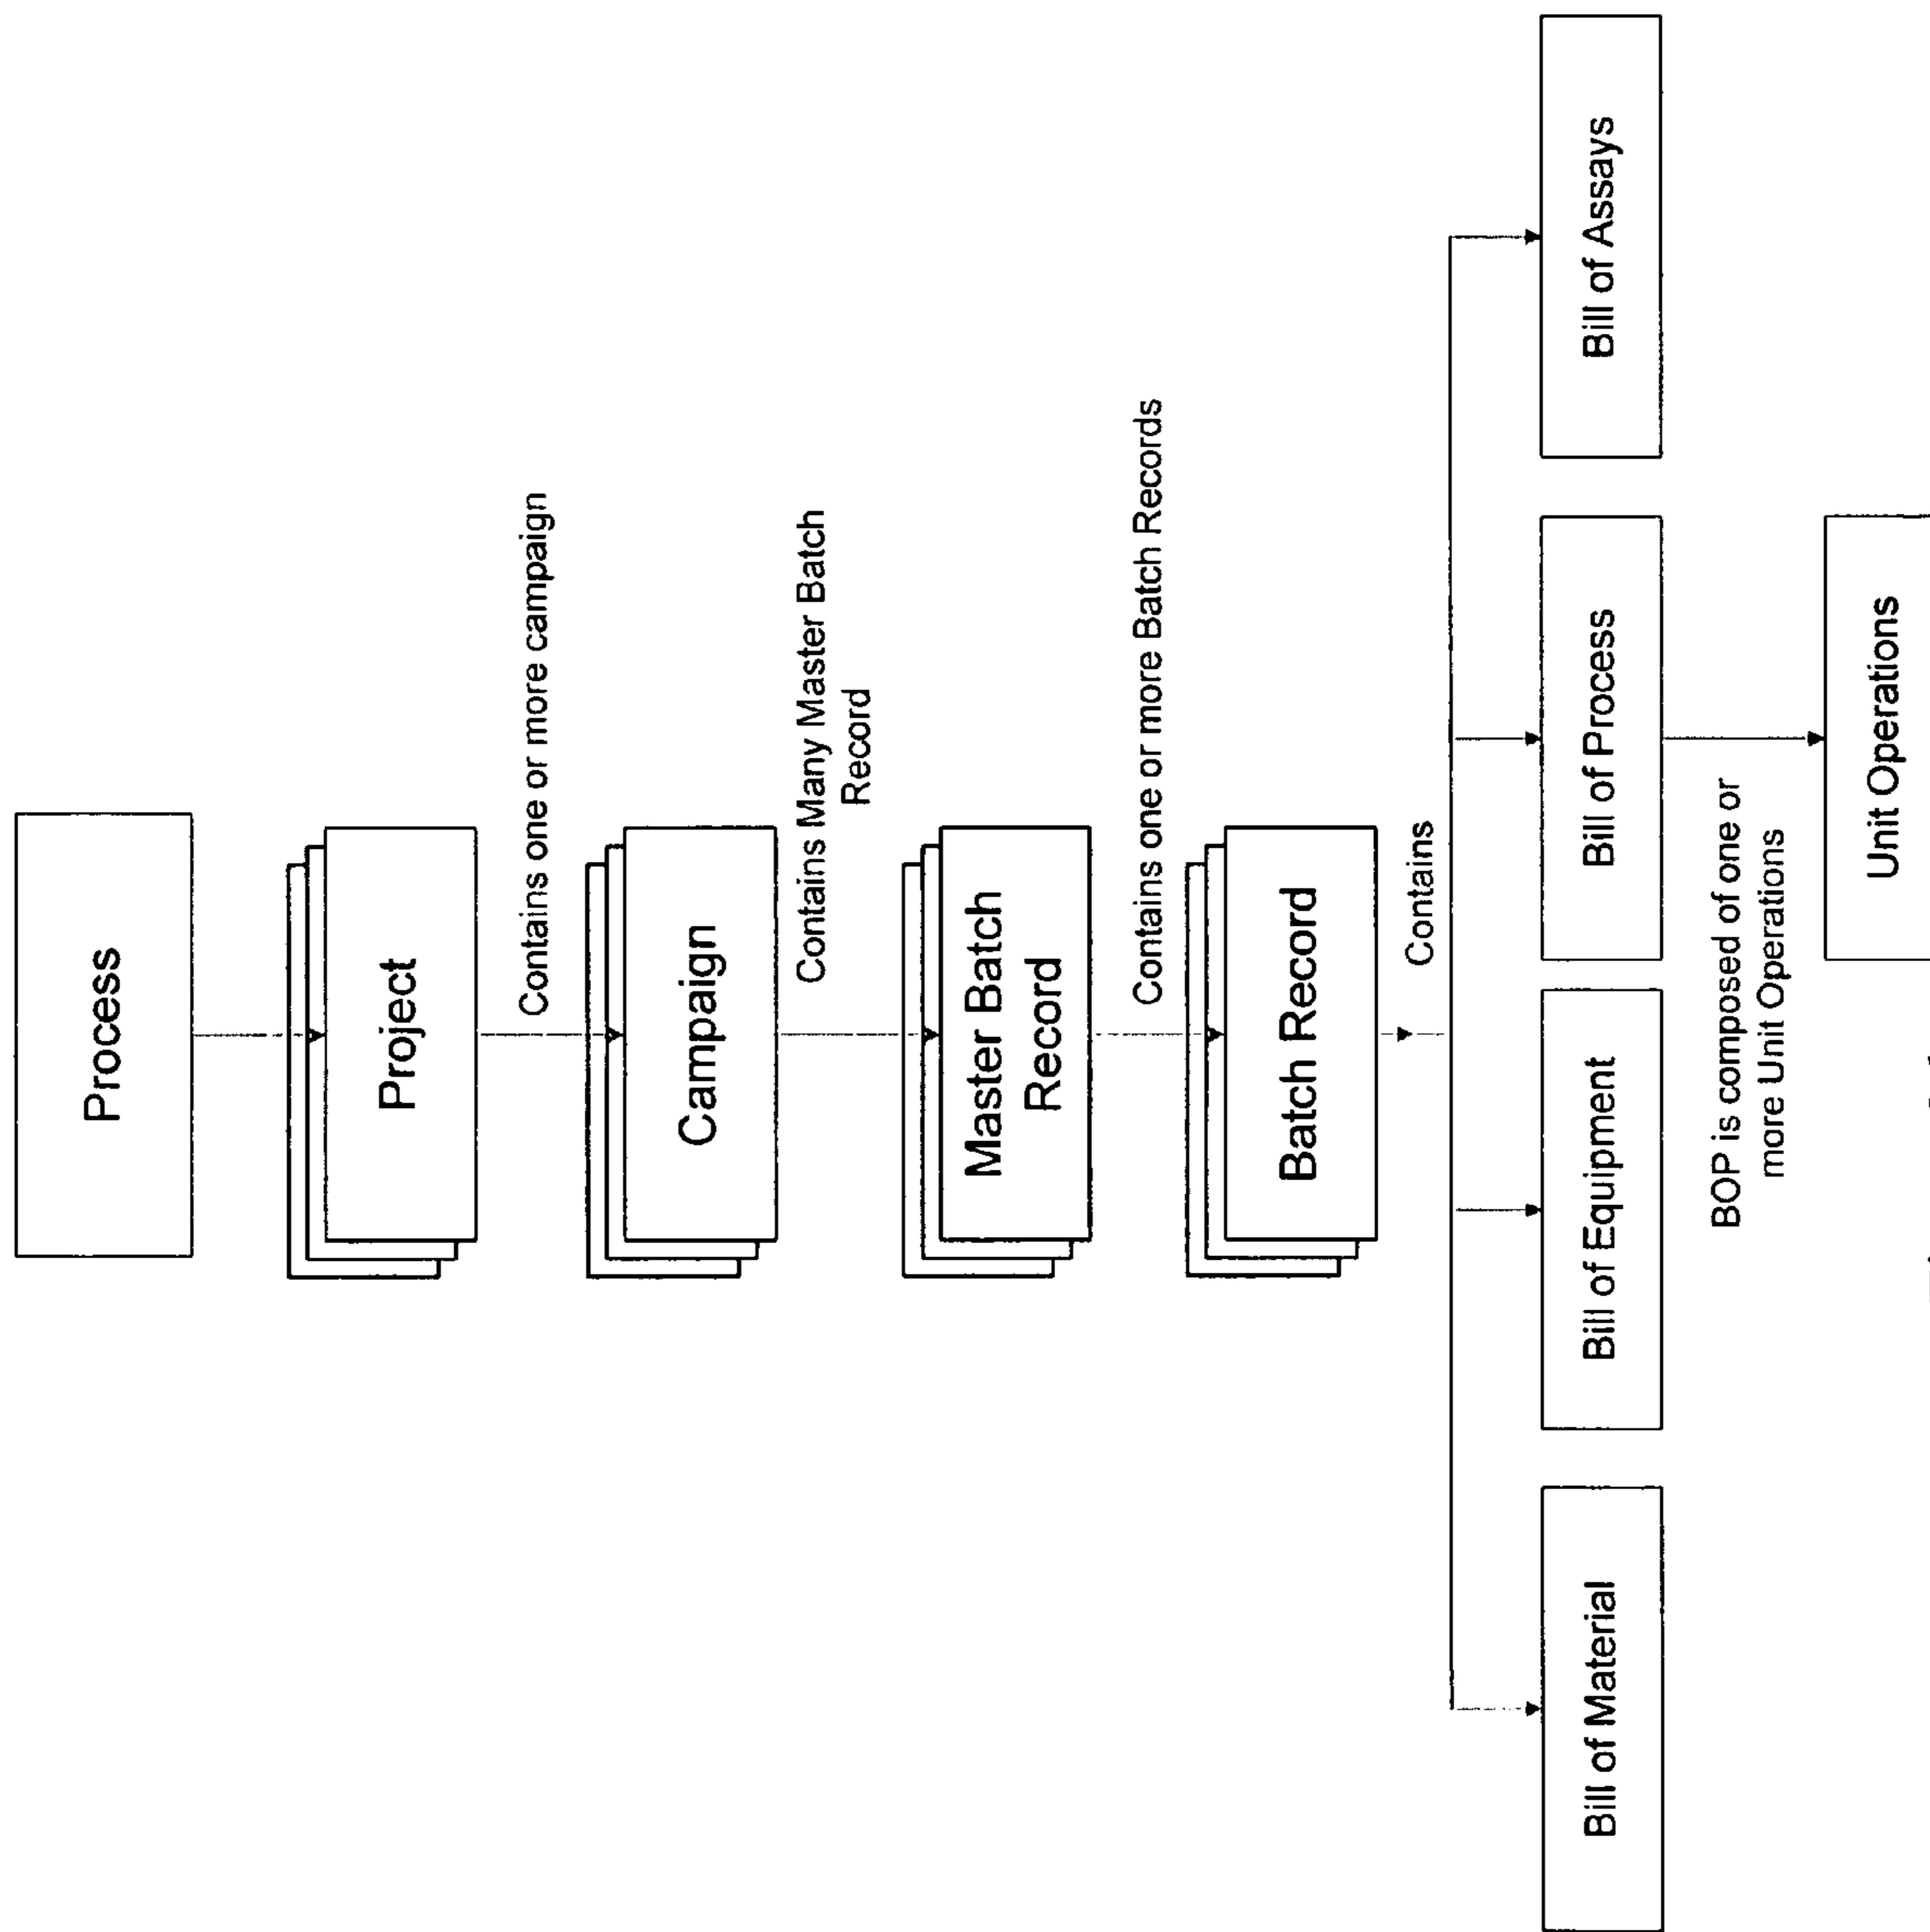 Process
Project
Contains one or more campaign
Campaign
Contains Many Master Batch
Record
Master Batch
Record
Contains one or more Batch Records
Batch Record
Contains
Bill of Material
Bill of Equipment
Bill of Process
Bill of Assays
BOP is composed of one or
more Unit Operations
Unit Operations